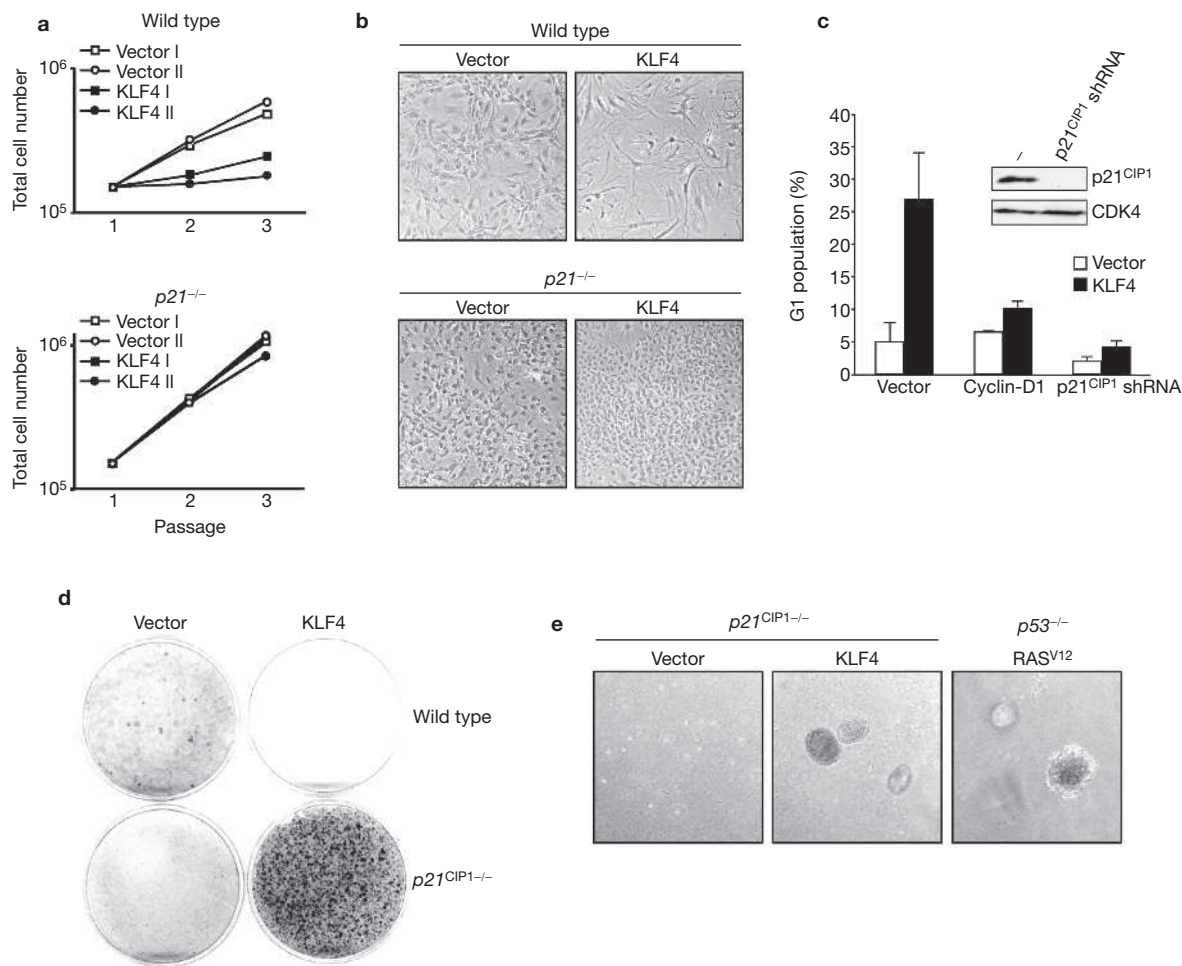 a
Wild type
Vector I
Vector II
KLF4 I
KLF4 II
10⁶
10⁵
Total cell number
1 2 3
p21⁻/⁻
Vector I
Vector II
KLF4 I
KLF4 II
10⁶
10⁵
Total cell number
1 2 3
Passage
b
Wild type
Vector KLF4
p21⁻/⁻
Vector KLF4
c
G1 population (%)
40
35
30
25
20
15
10
5
0
/ p21ᶜᴵᴾ¹ shRNA
p21ᶜᴵᴾ¹
CDK4
Vector
KLF4
Vector Cyclin-D1 p21ᶜᴵᴾ¹ shRNA
d
Vector KLF4
Wild type
p21ᶜᴵᴾ¹⁻/⁻
e
p21ᶜᴵᴾ¹⁻/⁻ p53⁻/⁻
Vector KLF4 RASⱽ¹²